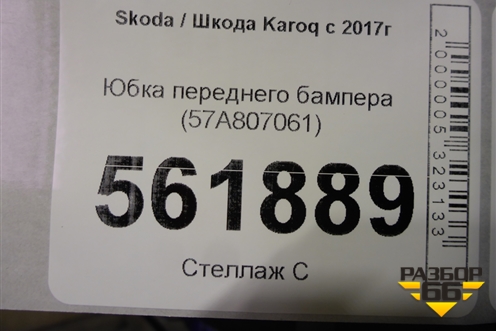 Skoda / Шкода Karoq с 2017г
Юбка переднего бампера
(57A807061)
561889
Стеллаж С
2000005323133
РАЗБОР
66